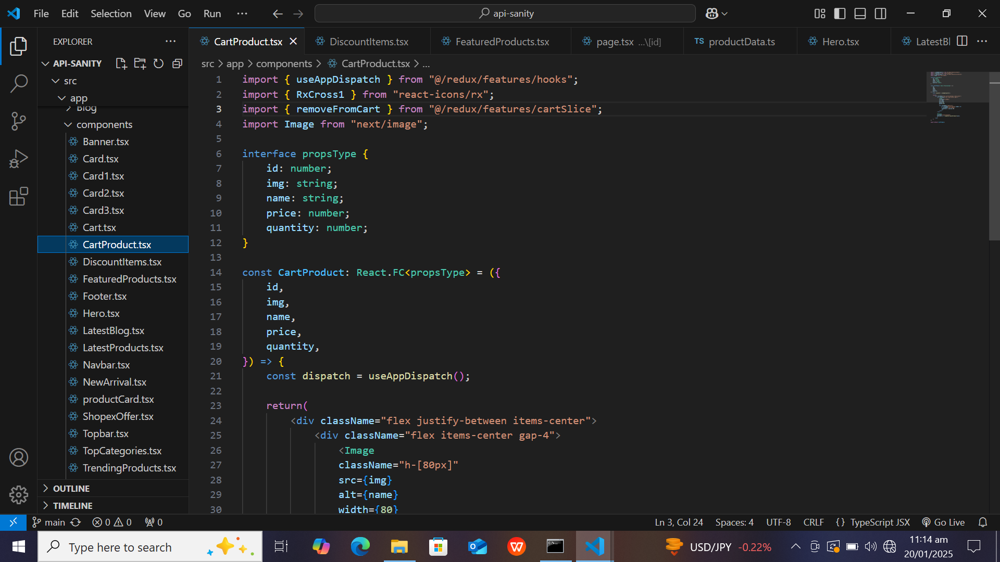 File Edit Selection View Go Run ···
api-sanity
EXPLORER
API-SANITY
src
app
Blog
components
Banner.tsx
Card.tsx
Card1.tsx
Card2.tsx
Card3.tsx
Cart.tsx
CartProduct.tsx
DiscountItems.tsx
FeaturedProducts.tsx
Footer.tsx
Hero.tsx
LatestBlog.tsx
LatestProducts.tsx
Navbar.tsx
NewArrival.tsx
productCard.tsx
ShopexOffer.tsx
Topbar.tsx
TopCategories.tsx
TrendingProducts.tsx
OUTLINE
TIMELINE
CartProduct.tsx DiscountItems.tsx FeaturedProducts.tsx page.tsx ...\[id] TS productData.ts Hero.tsx LatestBl
src > app > components > CartProduct.tsx > ...
1 import { useAppDispatch } from "@/redux/features/hooks";
2 import { RxCross1 } from "react-icons/rx";
3 import { removeFromCart } from "@/redux/features/cartSlice";
4 import Image from "next/image";
5
6 interface propsType {
7 id: number;
8 img: string;
9 name: string;
10 price: number;
11 quantity: number;
12 }
13
14 const CartProduct: React.FC<propsType> = ({
15 id,
16 img,
17 name,
18 price,
19 quantity,
20 }) => {
21 const dispatch = useAppDispatch();
22
23 return(
24 <div className="flex justify-between items-center">
25 <div className="flex items-center gap-4">
26 <Image
27 className="h-[80px]"
28 src={img}
29 alt={name}
30 width={80}
main 0 0 0 Ln 3, Col 24 Spaces: 4 UTF-8 CRLF {} TypeScript JSX Go Live
Type here to search
USD/JPY -0.22%
11:14 am
20/01/2025